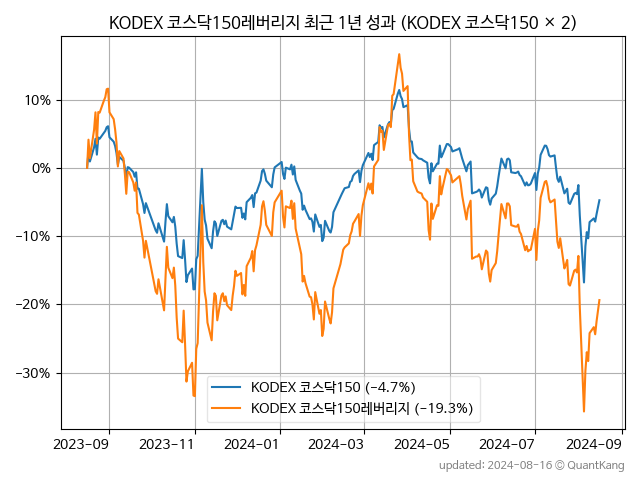 KODEX 코스닥150레버리지 최근 1년 성과 (KODEX 코스닥150 × 2)
10%
0%
−10%
−20%
−30%
KODEX 코스닥150 (−4.7%)
KODEX 코스닥150레버리지 (−19.3%)
2023−09 2023−11 2024−01 2024−03 2024−05 2024−07 2024−09
updated: 2024-08-16 © QuantKang